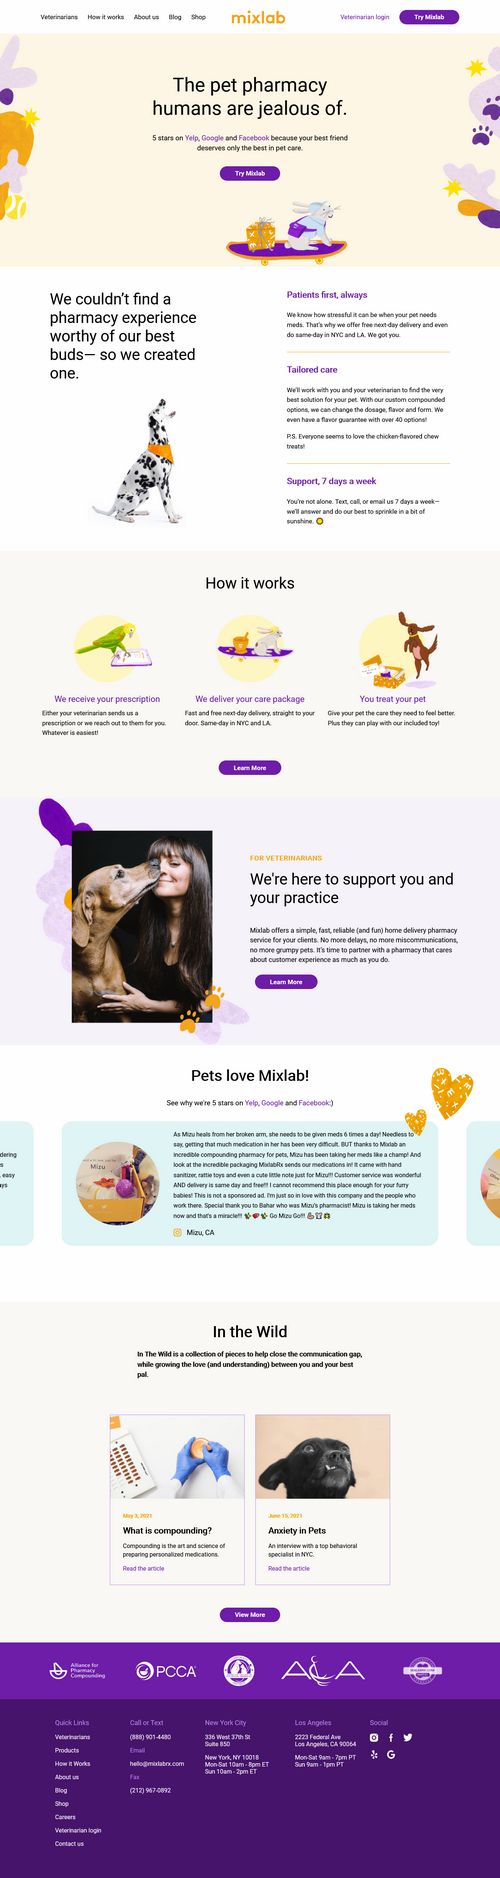 Veterinarians How it works About us Blog Shop mixlab Veterinarian login Try Mixlab
The pet pharmacy
humans are jealous of.
5 stars on Yelp, Google and Facebook because your best friend
deserves only the best in pet care.
Try Mixlab
We couldn't find a
pharmacy experience
worthy of our best
buds— so we created
one.
Patients first, always
We know how stressful it can be when your pet needs
meds. That's why we offer free next-day delivery and even
do same-day in NYC and LA. We got you.
Tailored care
We'll work with you and your veterinarian to find the very
best solution for your pet. With our custom compounded
options, we can change the dosage, flavor and form. We
even have a flavor guarantee with over 40 options!
P.S. Everyone seems to love the chicken-flavored chew
treats!
Support, 7 days a week
You're not alone. Text, call, or email us 7 days a week—
we'll answer and do our best to sprinkle in a bit of
sunshine.
How it works
We receive your prescription
Either your veterinarian sends us a
prescription or we reach out to them for you.
Whatever is easiest!
We deliver your care package
Fast and free next-day delivery, straight to your
door. Same-day in NYC and LA.
You treat your pet
Give your pet the care they need to feel better.
Plus they can play with our included toy!
Learn More
FOR VETERINARIANS
We're here to support you and
your practice
Mixlab offers a simple, fast, reliable (and fun) home delivery pharmacy
service for your clients. No more delays, no more miscommunications,
no more grumpy pets. It's time to partner with a pharmacy that cares
about customer experience as much as you do.
Learn More
Pets love Mixlab!
See why we're 5 stars on Yelp, Google and Facebook:)
dering
s
, easy
ays
Mizu
As Mizu heals from her broken arm, she needs to be given meds 6 times a day! Needless to
say, getting that much medication in her has been very difficult. BUT thanks to Mixlab an
incredible compounding pharmacy for pets, Mizu has been taking her meds like a champ! And
look at the incredible packaging MixlabRx sends our medications in! It came with hand
sanitizer, rattle toys and even a cute little note just for Mizu!!! Customer service was wonderful
AND delivery is same day and free!!! I cannot recommend this place enough for your furry
babies! This is not a sponsored ad. I'm just so in love with this company and the people who
work there. Special thank you to Bahar who was Mizu's pharmacist! Mizu is taking her meds
now and that's a miracle!!! Go Mizu Go!!!
Mizu, CA
In the Wild
In The Wild is a collection of pieces to help close the communication gap,
while growing the love (and understanding) between you and your best
pal.
May 3, 2021
What is compounding?
Compounding is the art and science of
preparing personalized medications.
Read the article
June 15, 2021
Anxiety in Pets
An interview with a top behavioral
specialist in NYC.
Read the article
View More
Alliance for
Pharmacy
Compounding
PCCA
ALA
Quick Links
Veterinarians
Products
How it Works
About us
Blog
Shop
Careers
Veterinarian login
Contact us
Call or Text
(888) 901-4480
Email
hello@mixlabrx.com
Fax
(212) 967-0892
New York City
336 West 37th St
Suite 850
New York, NY 10018
Mon-Sat 10am - 8pm ET
Sun 10am - 2pm ET
Los Angeles
2223 Federal Ave
Los Angeles, CA 90064
Mon-Sat 9am - 7pm PT
Sun 9am - 1pm PT
Social